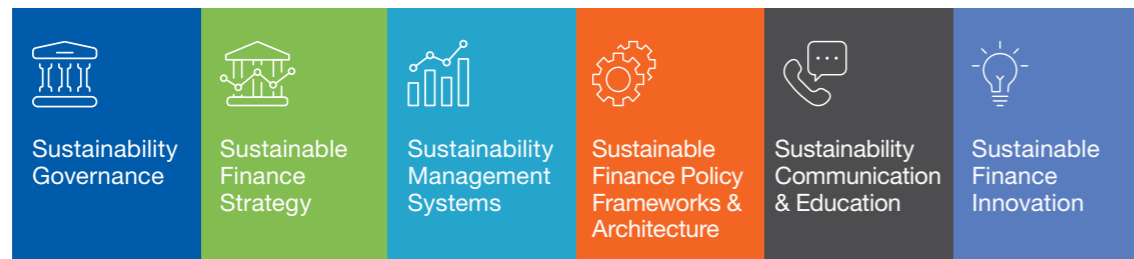 Sustainability
Governance
Sustainable
Finance
Strategy
Sustainability
Management
Systems
Sustainable
Finance Policy
Frameworks &
Architecture
Sustainability
Communication
& Education
Sustainable
Finance
Innovation